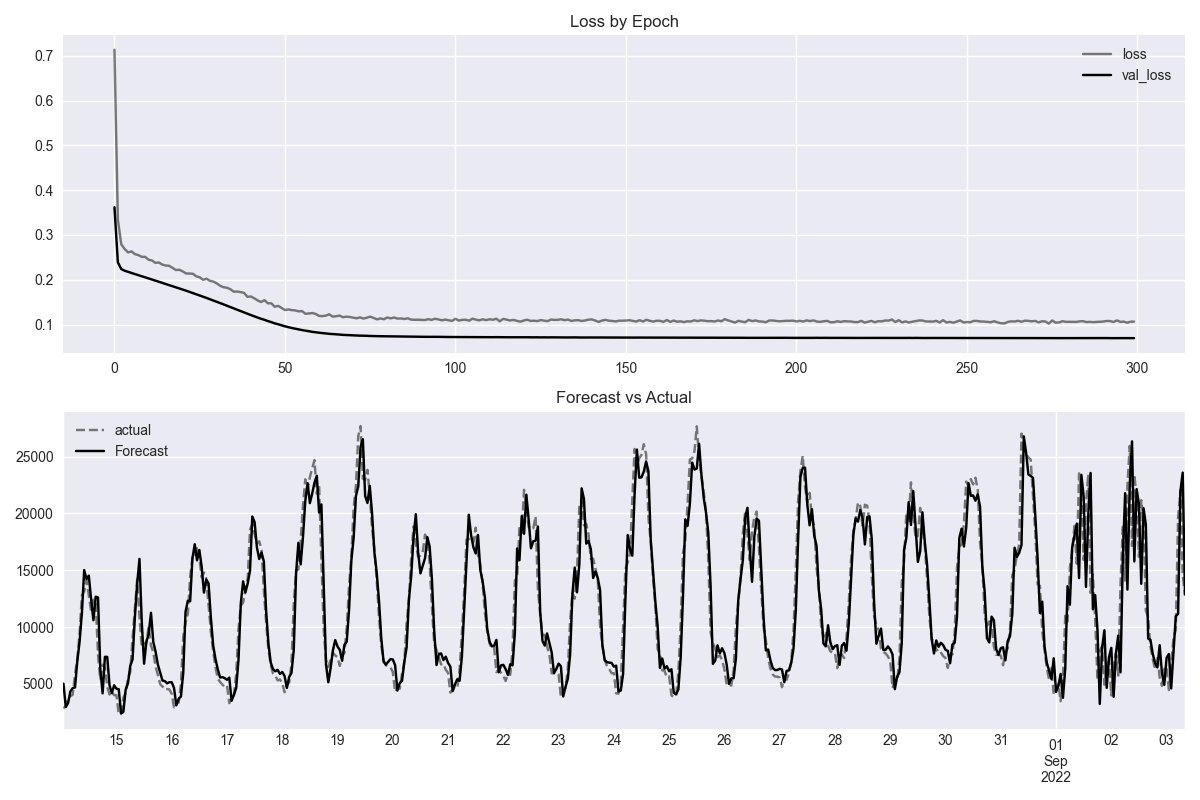 Loss by Epoch
0.7
0.6
0.5
0.4
0.3
0.2
0.1
loss
val_loss
0 50 100 150 200 250 300
Forecast vs Actual
actual
Forecast
25000
20000
15000
10000
5000
15 16 17 18 19 20 21 22 23 24 25 26 27 28 29 30 31 01 02 03
Sep
2022